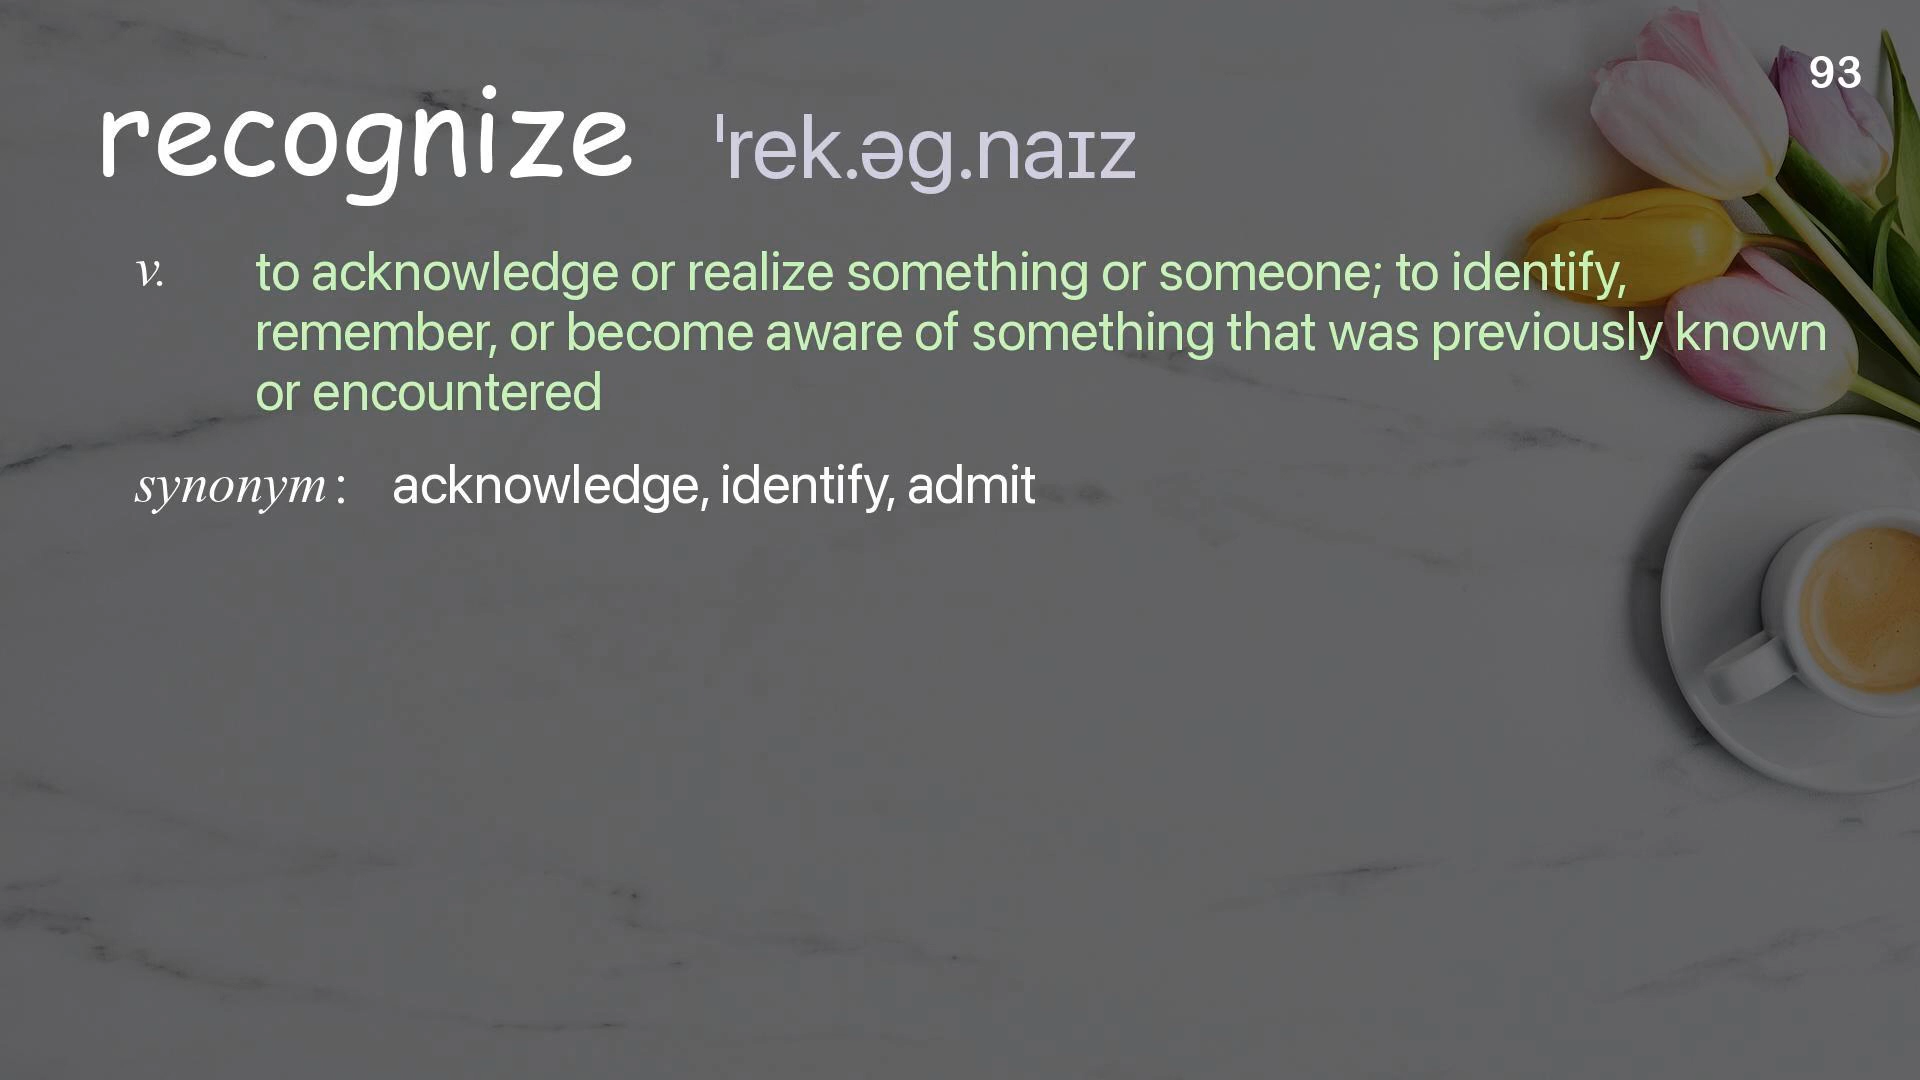 93
recognize ˈrek.əg.naɪz
v. to acknowledge or realize something or someone; to identify,
remember, or become aware of something that was previously known
or encountered
synonym : acknowledge, identify, admit